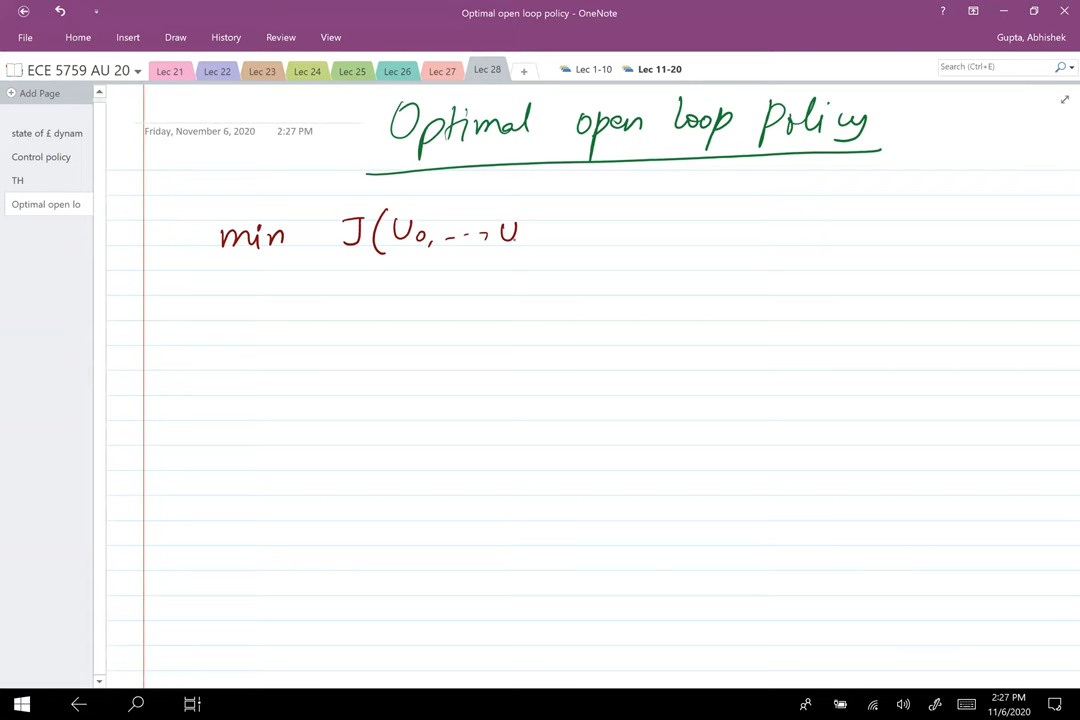 Optimal open loop policy - OneNote
?
File Home Insert Draw History Review View
Gupta, Abhishek
ECE 5759 AU 20
Lec 21 Lec 22 Lec 23 Lec 24 Lec 25 Lec 26 Lec 27 Lec 28 +
Lec 1-10 Lec 11-20
Search (Ctrl+E)
Add Page
state of £ dynam
Control policy
TH
Optimal open lo
Friday, November 6, 2020 2:27 PM
Optimal open loop policy
min J(U0, ---, U
2:27 PM
11/6/2020